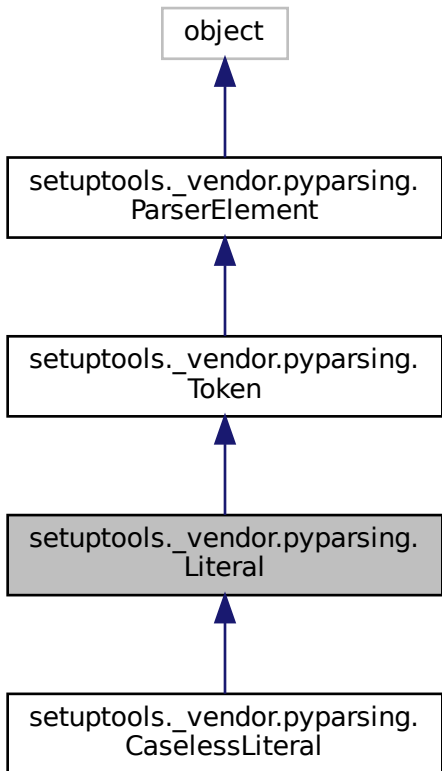 object
setuptools._vendor.pyparsing.
ParserElement
setuptools._vendor.pyparsing.
Token
setuptools._vendor.pyparsing.
Literal
setuptools._vendor.pyparsing.
CaselessLiteral